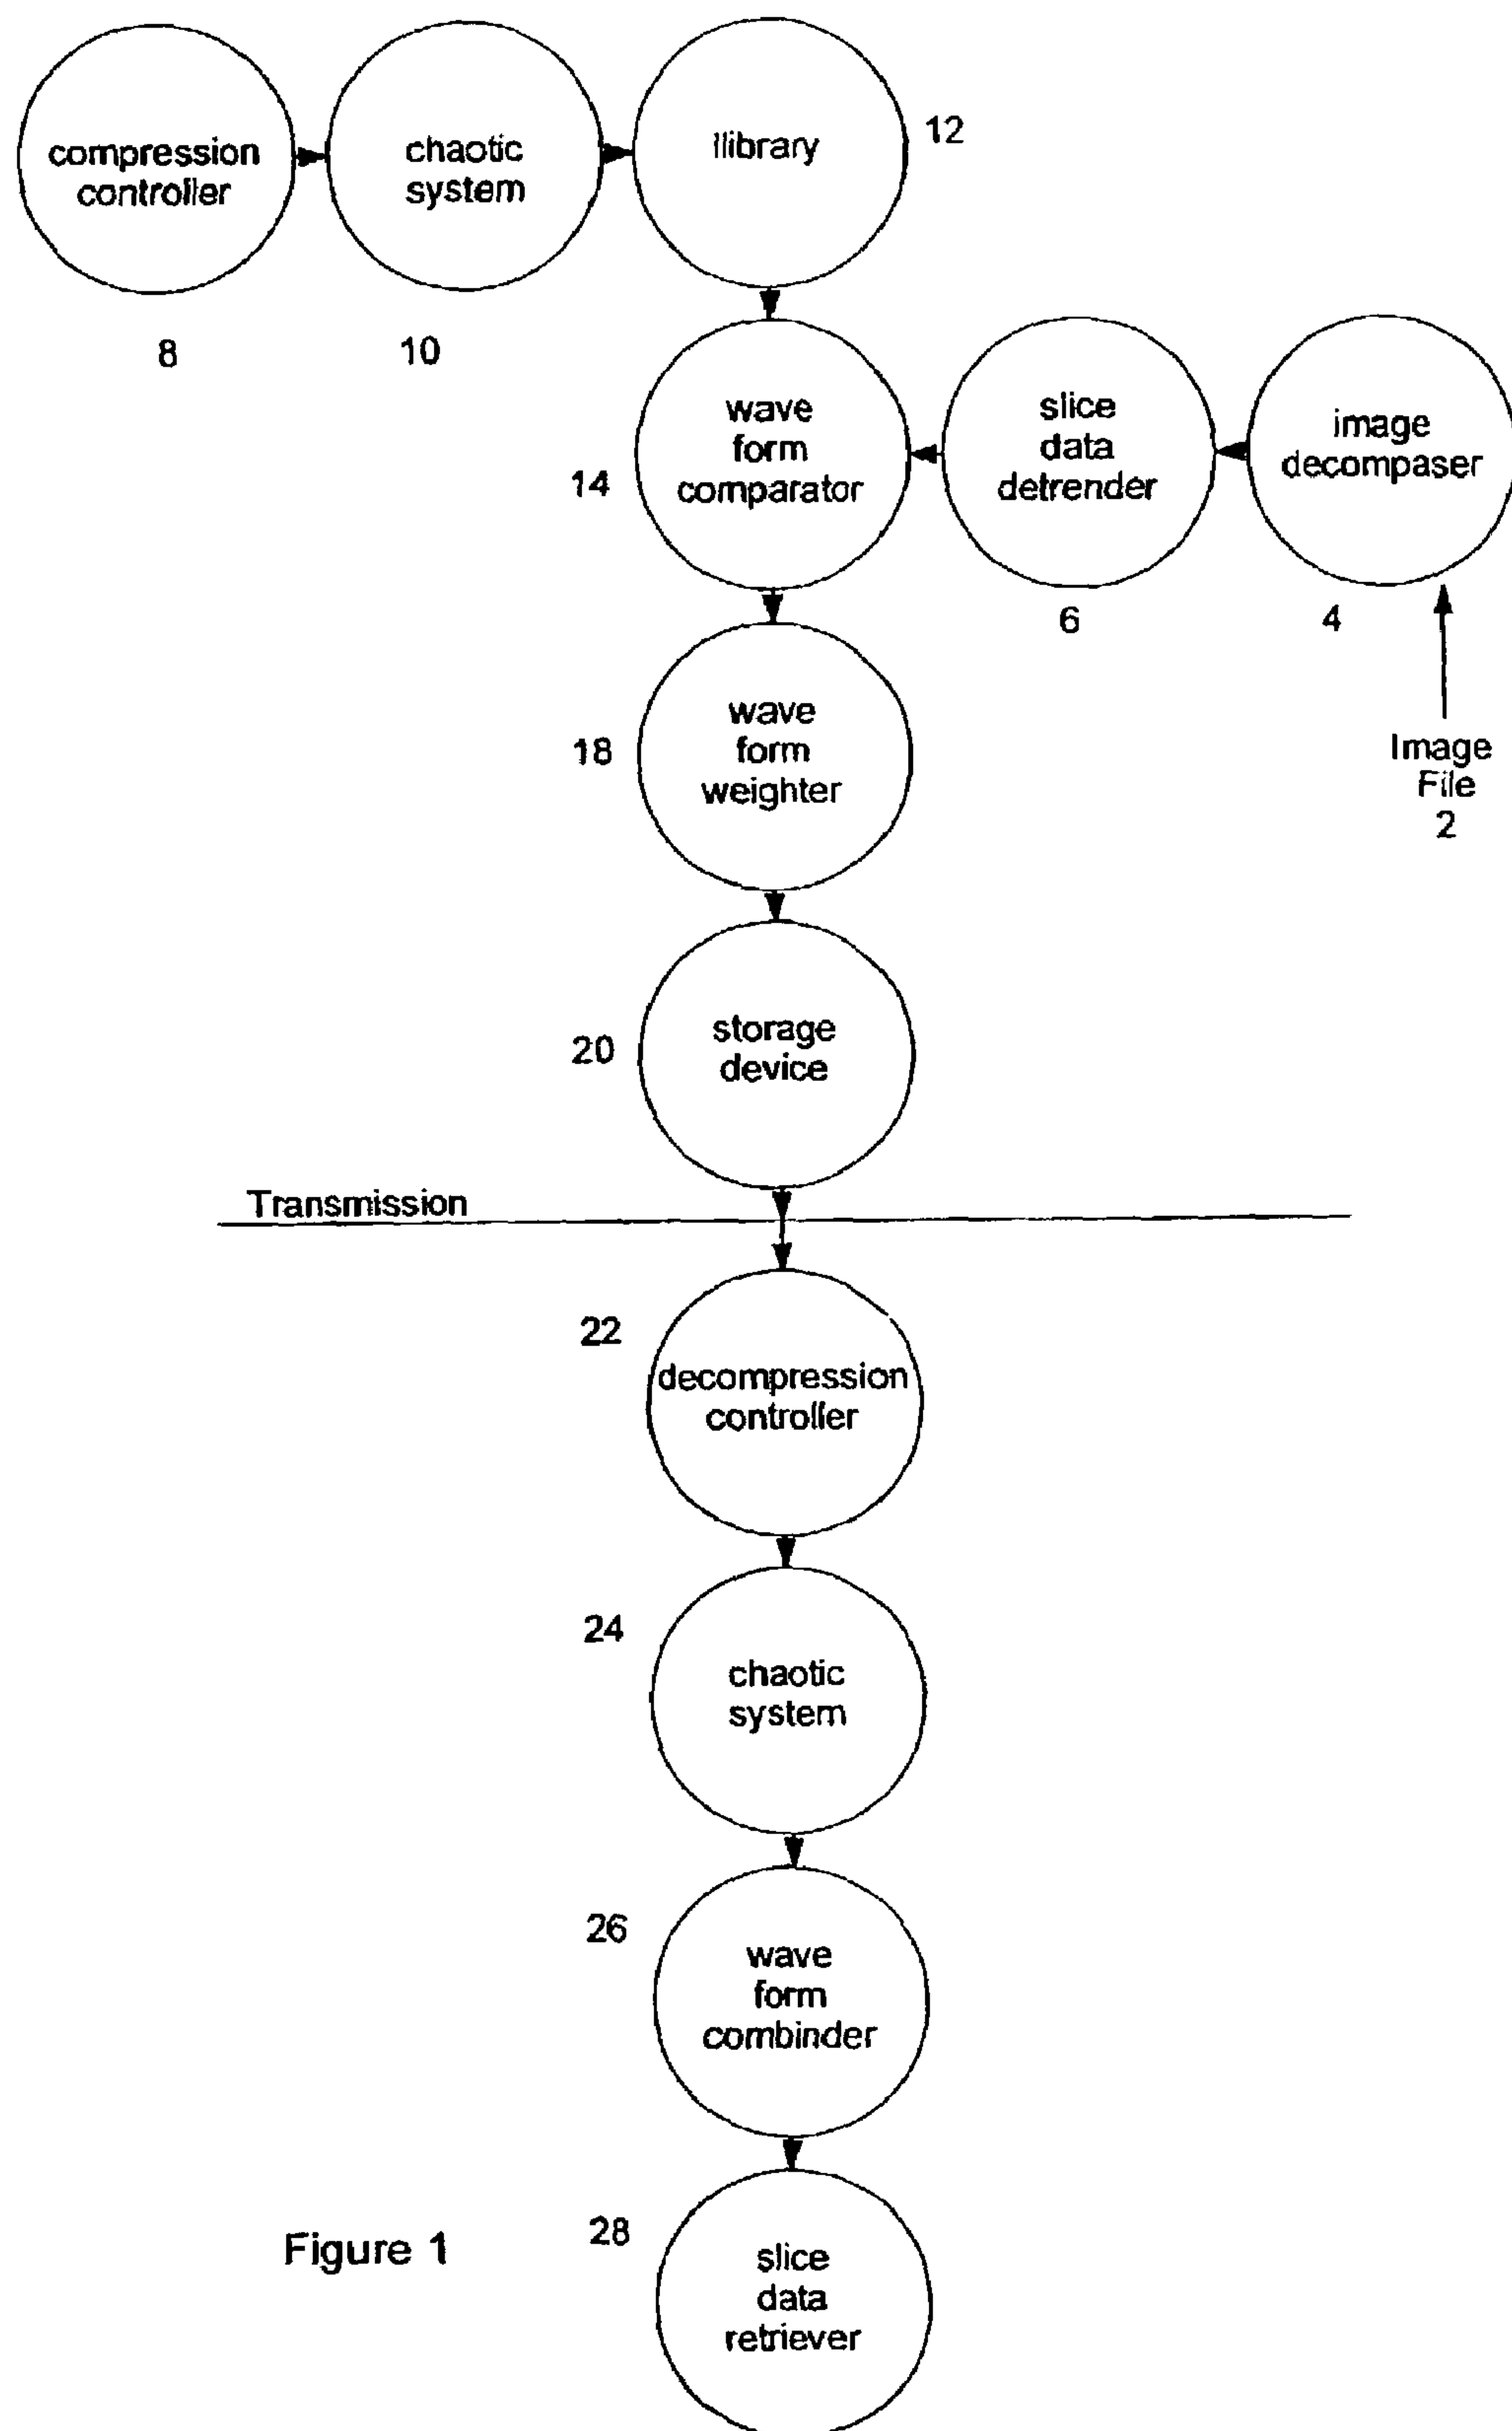 compression
controller
8
chaotic
system
10
llibrary
12
wave
form
comparator
14
slice
data
detrender
6
image
decompaser
4
Image
File
2
wave
form
weighter
18
storage
device
20
Transmission
22
decompression
controller
24
chaotic
system
26
wave
form
combinder
28
slice
data
retriever
Figure 1